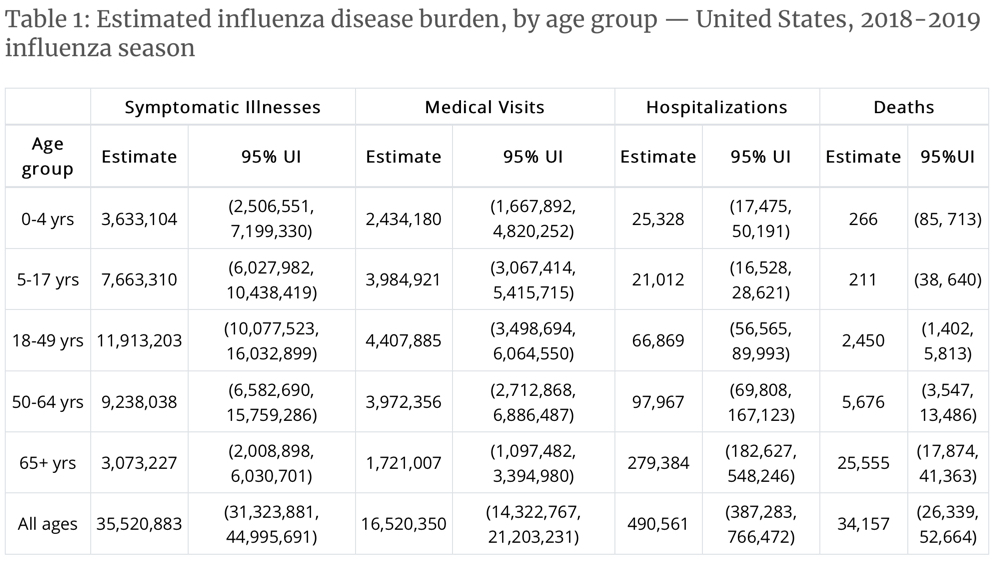 Table 1: Estimated influenza disease burden, by age group — United States, 2018-2019
influenza season
Symptomatic Illnesses Medical Visits Hospitalizations Deaths
Age
group Estimate 95% UI Estimate 95% UI Estimate 95% UI Estimate 95%UI
0-4 yrs 3,633,104 (2,506,551, 7,199,330) 2,434,180 (1,667,892, 4,820,252) 25,328 (17,475, 50,191) 266 (85, 713)
5-17 yrs 7,663,310 (6,027,982, 10,438,419) 3,984,921 (3,067,414, 5,415,715) 21,012 (16,528, 28,621) 211 (38, 640)
18-49 yrs 11,913,203 (10,077,523, 16,032,899) 4,407,885 (3,498,694, 6,064,550) 66,869 (56,565, 89,993) 2,450 (1,402, 5,813)
50-64 yrs 9,238,038 (6,582,690, 15,759,286) 3,972,356 (2,712,868, 6,886,487) 97,967 (69,808, 167,123) 5,676 (3,547, 13,486)
65+ yrs 3,073,227 (2,008,898, 6,030,701) 1,721,007 (1,097,482, 3,394,980) 279,384 (182,627, 548,246) 25,555 (17,874, 41,363)
All ages 35,520,883 (31,323,881, 44,995,691) 16,520,350 (14,322,767, 21,203,231) 490,561 (387,283, 766,472) 34,157 (26,339, 52,664)